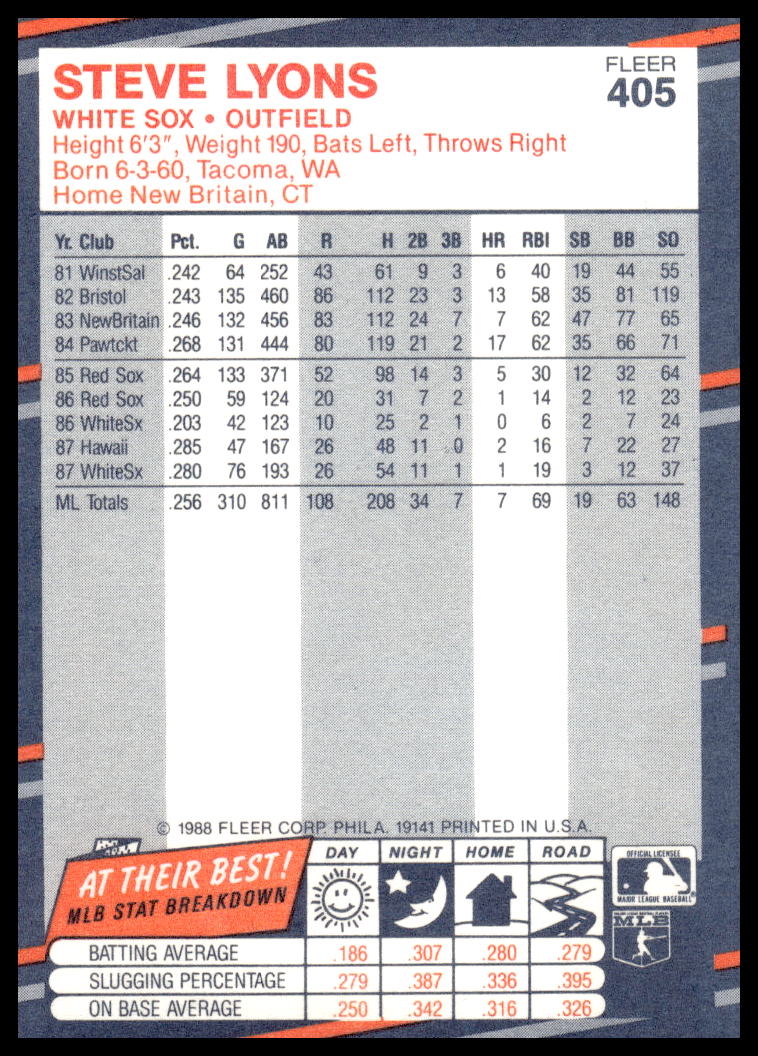 STEVE LYONS
FLEER
405
WHITE SOX • OUTFIELD
Height 6'3", Weight 190, Bats Left, Throws Right
Born 6-3-60, Tacoma, WA
Home New Britain, CT
Yr. Club Pct. G AB R H 2B 3B HR RBI SB BB SO
81 WinstSal .242 64 252 43 61 9 3 6 40 19 44 55
82 Bristol .243 135 460 86 112 23 3 13 58 35 81 119
83 NewBritain .246 132 456 83 112 24 7 7 62 47 77 65
84 Pawtckt .268 131 444 80 119 21 2 17 62 35 66 71
85 Red Sox .264 133 371 52 98 14 3 5 30 12 32 64
86 Red Sox .250 59 124 20 31 7 2 1 14 2 12 23
86 WhiteSx .203 42 123 10 25 2 1 0 6 2 7 24
87 Hawaii .285 47 167 26 48 11 0 2 16 7 22 27
87 WhiteSx .280 76 193 26 54 11 1 1 19 3 12 37
ML Totals .256 310 811 108 208 34 7 7 69 19 63 148
© 1988 FLEER CORP. PHILA. 19141 PRINTED IN U.S.A.
AT THEIR BEST!
MLB STAT BREAKDOWN
DAY NIGHT HOME ROAD
OFFICIAL LICENSEE
MAJOR LEAGUE BASEBALL
MLB
BATTING AVERAGE .186 .307 .280 .279
SLUGGING PERCENTAGE .279 .387 .336 .395
ON BASE AVERAGE .250 .342 .316 .326